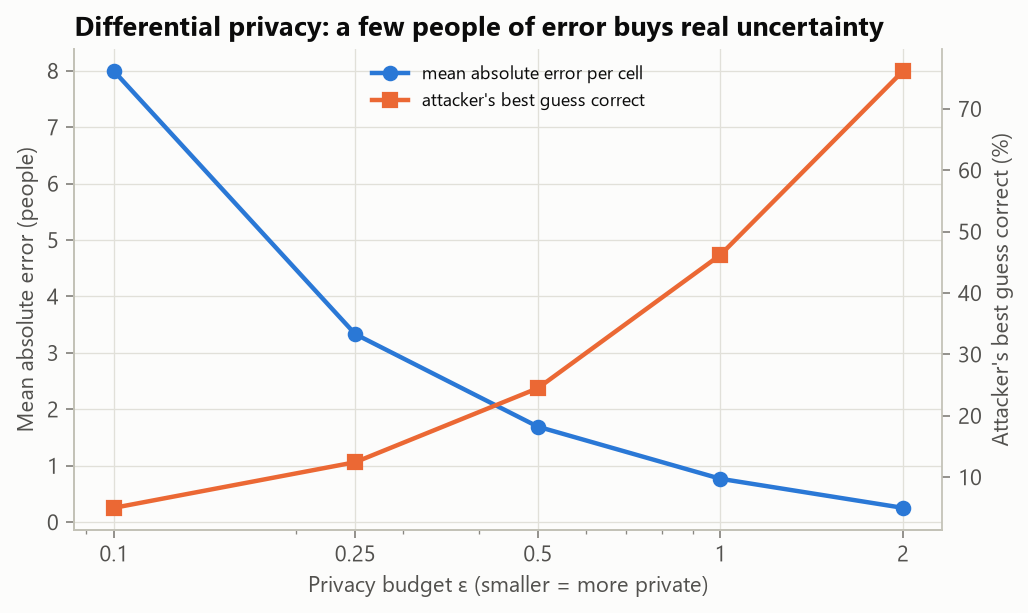 Differential privacy: a few people of error buys real uncertainty
mean absolute error per cell
attacker's best guess correct
Mean absolute error (people)
8
7
6
5
4
3
2
1
0
70
60
50
40
30
20
10
Attacker's best guess correct (%)
0.1 0.25 0.5 1 2
Privacy budget ε (smaller = more private)